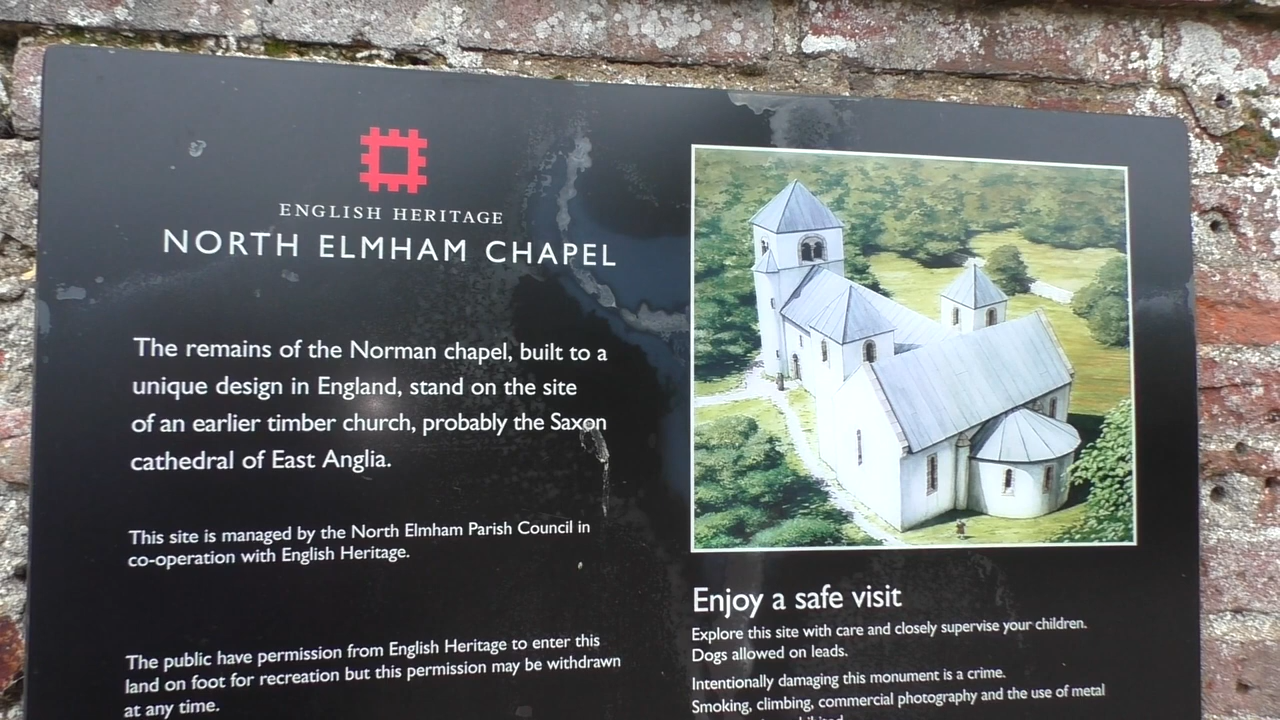 ENGLISH HERITAGE
NORTH ELMHAM CHAPEL
The remains of the Norman chapel, built to a
unique design in England, stand on the site
of an earlier timber church, probably the Saxon
cathedral of East Anglia.
This site is managed by the North Elmham Parish Council in
co-operation with English Heritage.
The public have permission from English Heritage to enter this
land on foot for recreation but this permission may be withdrawn
at any time.
Enjoy a safe visit
Explore this site with care and closely supervise your children.
Dogs allowed on leads.
Intentionally damaging this monument is a crime.
Smoking, climbing, commercial photography and the use of metal